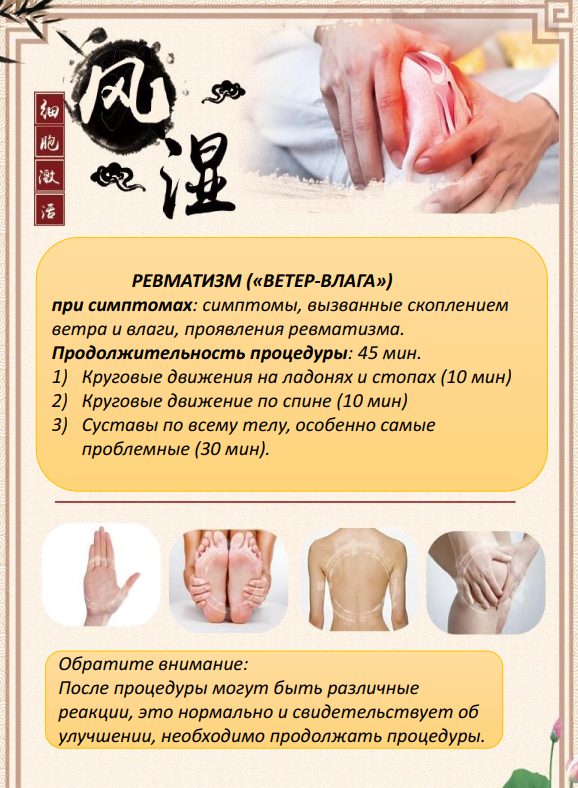 风
湿
细
胞
激
活
РЕВМАТИЗМ («ВЕТЕР-ВЛАГА»)
при симптомах: симптомы, вызванные скоплением
ветра и влаги, проявления ревматизма.
Продолжительность процедуры: 45 мин.
1) Круговые движения на ладонях и стопах (10 мин)
2) Круговое движение по спине (10 мин)
3) Суставы по всему телу, особенно самые
проблемные (30 мин).
Обратите внимание:
После процедуры могут быть различные
реакции, это нормально и свидетельствует об
улучшении, необходимо продолжать процедуры.